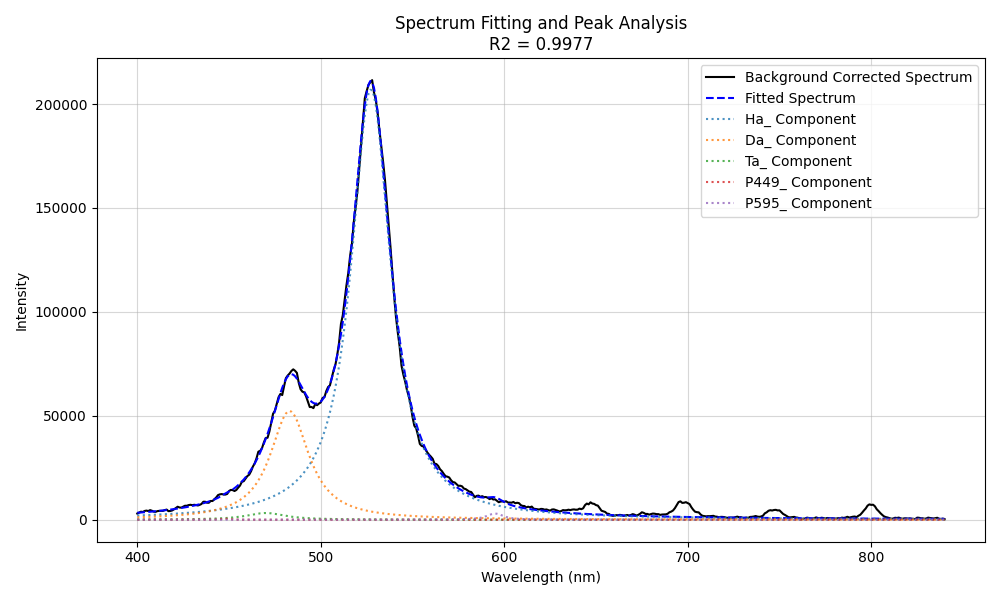 Spectrum Fitting and Peak Analysis
R2 = 0.9977
Background Corrected Spectrum
Fitted Spectrum
Ha_ Component
Da_ Component
Ta_ Component
P449_ Component
P595_ Component
Intensity
200000
150000
100000
50000
0
400
500
600
700
800
Wavelength (nm)